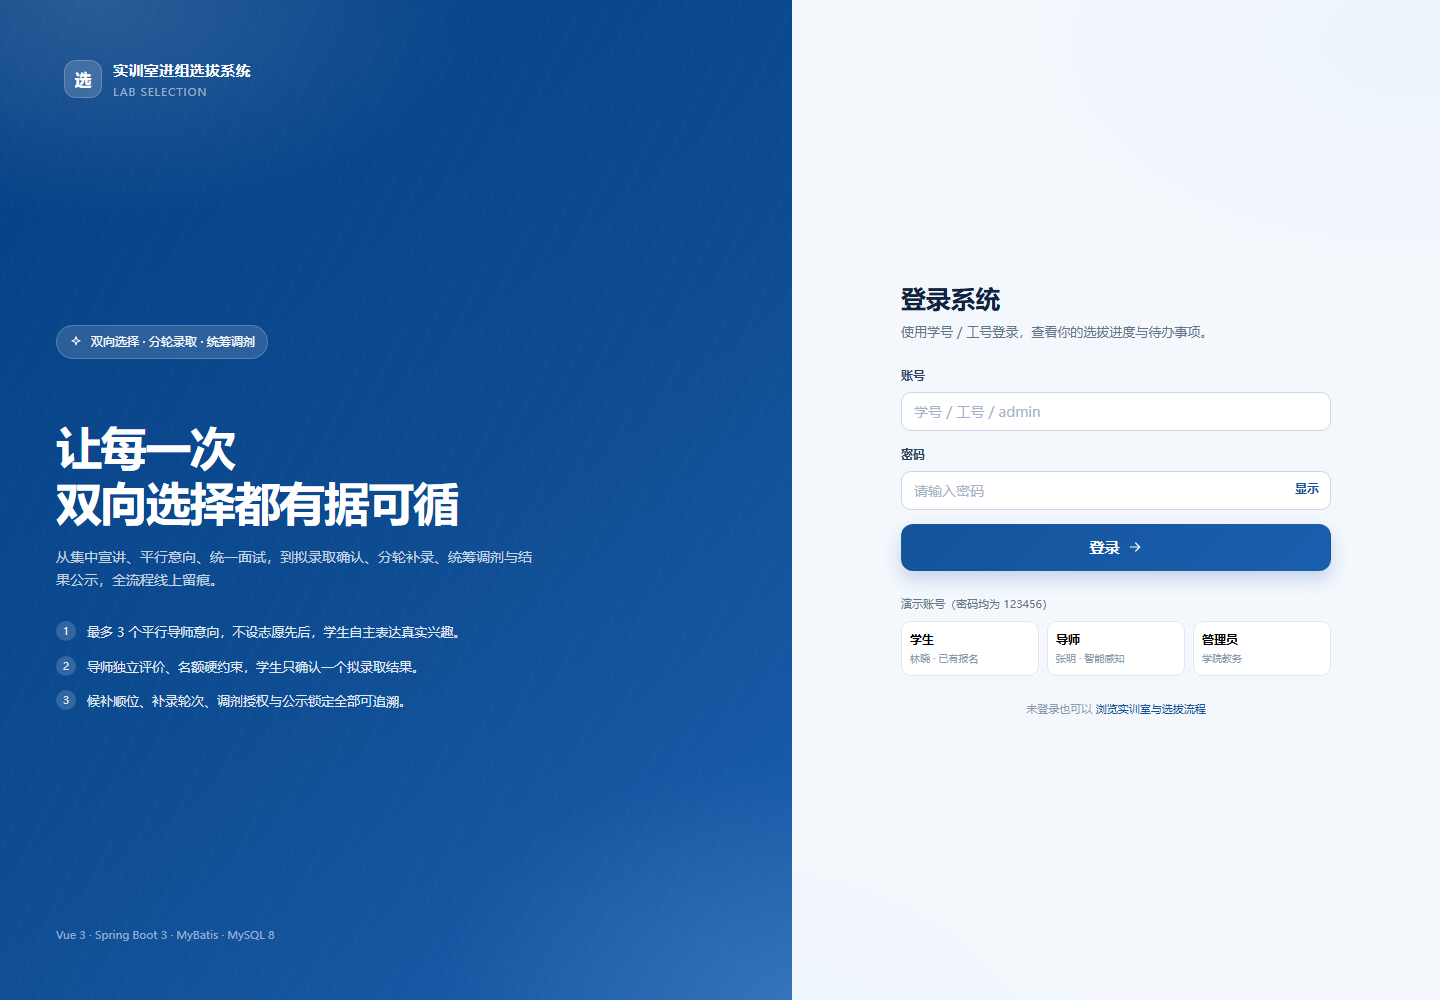 选
实训室进组选拔系统
LAB SELECTION
双向选择 · 分轮录取 · 统筹调剂
让每一次
双向选择都有据可循
从集中宣讲、平行意向、统一面试，到拟录取确认、分轮补录、统筹调剂与结
果公示，全流程线上留痕。
1 最多 3 个平行导师意向，不设志愿先后，学生自主表达真实兴趣。
2 导师独立评价、名额硬约束，学生只确认一个拟录取结果。
3 候补顺位、补录轮次、调剂授权与公示锁定全部可追溯。
Vue 3 · Spring Boot 3 · MyBatis · MySQL 8
登录系统
使用学号 / 工号登录，查看你的选拔进度与待办事项。
账号
学号 / 工号 / admin
密码
请输入密码 显示
登录 →
演示账号（密码均为 123456）
学生
林晓 · 已有报名
导师
张明 · 智能感知
管理员
学院教务
未登录也可以 浏览实训室与选拔流程